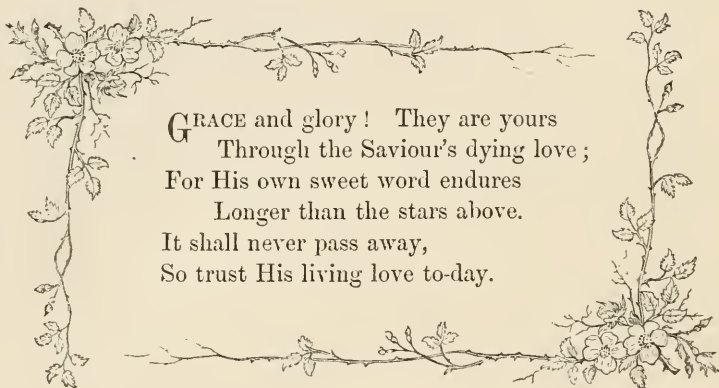 GRACE and glory! They are yours
Through the Saviour's dying love;
For His own sweet word endures
Longer than the stars above.
It shall never pass away,
So trust His living love to-day.